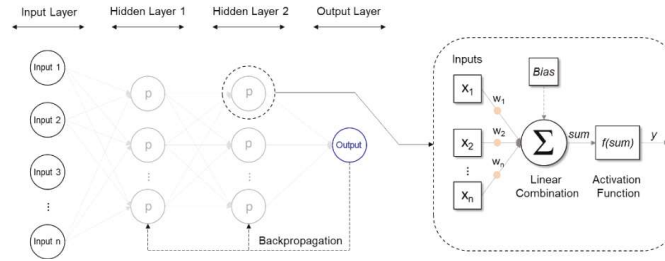 Input Layer
Hidden Layer 1
Hidden Layer 2
Output Layer
Input 1
Input 2
Input 3
⋮
Input n
p
p
⋮
p
p
p
⋮
p
Output
Backpropagation
Inputs
x1
x2
⋮
xn
w1
w2
wn
Bias
Σ
sum
f(sum)
y
Linear
Combination
Activation
Function